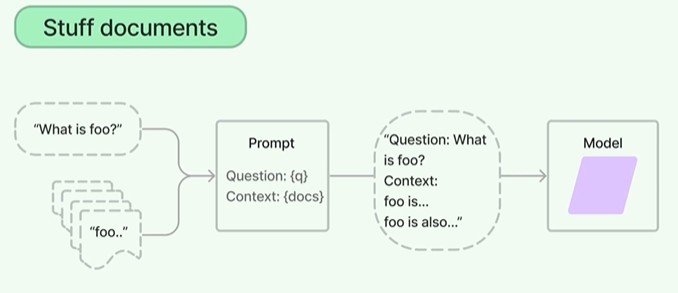 Stuff documents
“What is foo?”
“foo..”
Prompt
Question: {q}
Context: {docs}
“Question: What
is foo?
Context:
foo is...
foo is also...”
Model